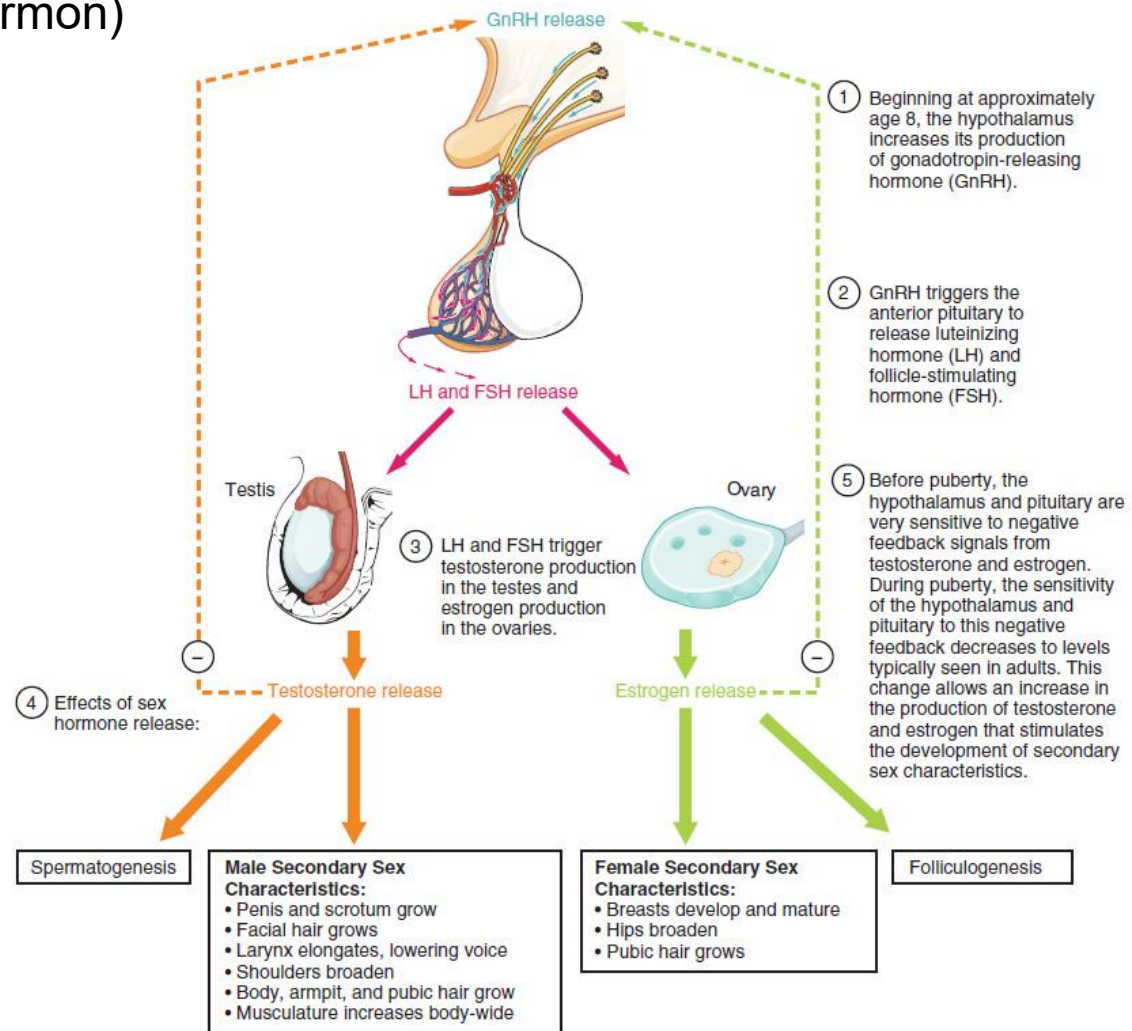 rmon)
GnRH release
1
Beginning at approximately
age 8, the hypothalamus
increases its production
of gonadotropin-releasing
hormone (GnRH).
2
GnRH triggers the
anterior pituitary to
release luteinizing
hormone (LH) and
follicle-stimulating
hormone (FSH).
LH and FSH release
Testis
Ovary
3
LH and FSH trigger
testosterone production
in the testes and
estrogen production
in the ovaries.
5
Before puberty, the
hypothalamus and pituitary are
very sensitive to negative
feedback signals from
testosterone and estrogen.
During puberty, the sensitivity
of the hypothalamus and
pituitary to this negative
feedback decreases to levels
typically seen in adults. This
change allows an increase in
the production of testosterone
and estrogen that stimulates
the development of secondary
sex characteristics.
–
–
Testosterone release
Estrogen release
4
Effects of sex
hormone release:
Spermatogenesis
Male Secondary Sex
Characteristics:
• Penis and scrotum grow
• Facial hair grows
• Larynx elongates, lowering voice
• Shoulders broaden
• Body, armpit, and pubic hair grow
• Musculature increases body-wide
Female Secondary Sex
Characteristics:
• Breasts develop and mature
• Hips broaden
• Pubic hair grows
Folliculogenesis